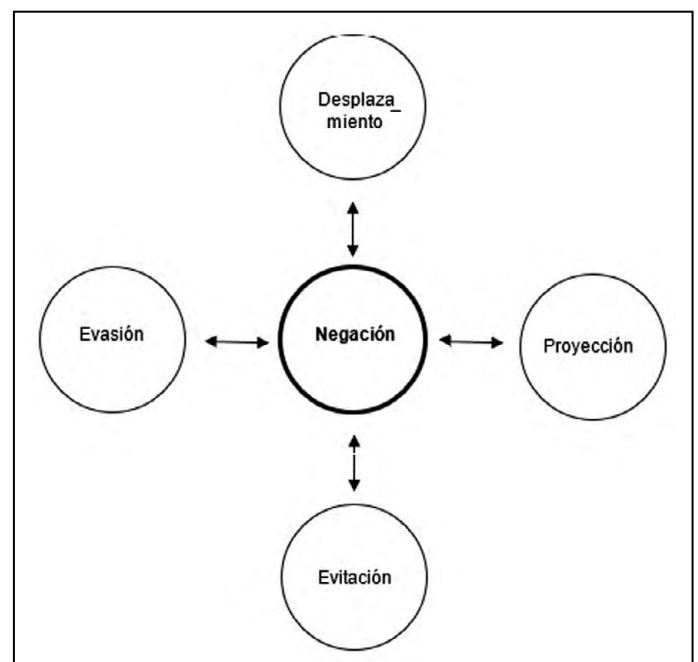 Desplaza_
miento
Evasión
Negación
Proyección
Evitación